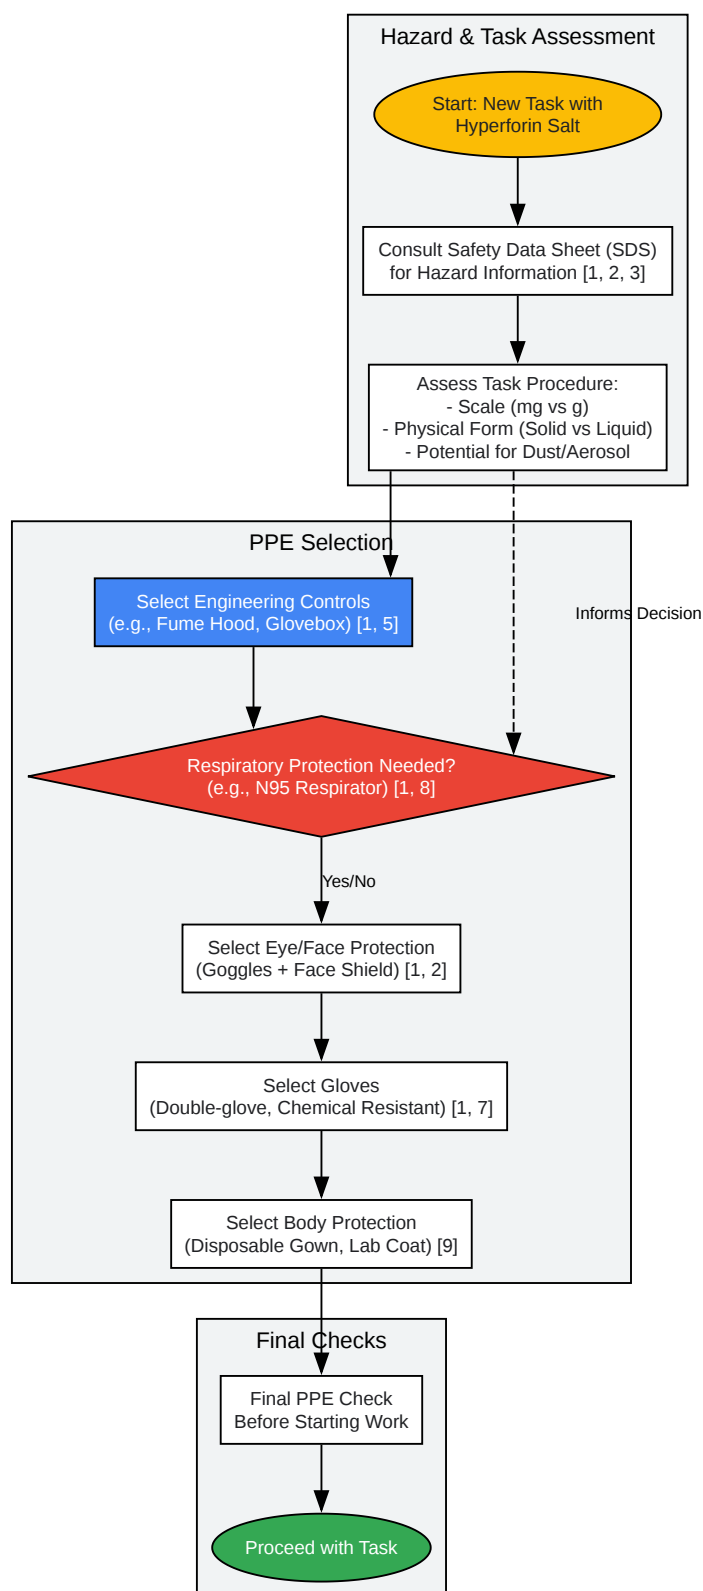 Hazard & Task Assessment
Start: New Task with
Hyperforin Salt
Consult Safety Data Sheet (SDS)
for Hazard Information [1, 2, 3]
Assess Task Procedure:
- Scale (mg vs g)
- Physical Form (Solid vs Liquid)
- Potential for Dust/Aerosol
PPE Selection
Select Engineering Controls
(e.g., Fume Hood, Glovebox) [1, 5]
Informs Decision
Respiratory Protection Needed?
(e.g., N95 Respirator) [1, 8]
Yes/No
Select Eye/Face Protection
(Goggles + Face Shield) [1, 2]
Select Gloves
(Double-glove, Chemical Resistant) [1, 7]
Select Body Protection
(Disposable Gown, Lab Coat) [9]
Final Checks
Final PPE Check
Before Starting Work
Proceed with Task